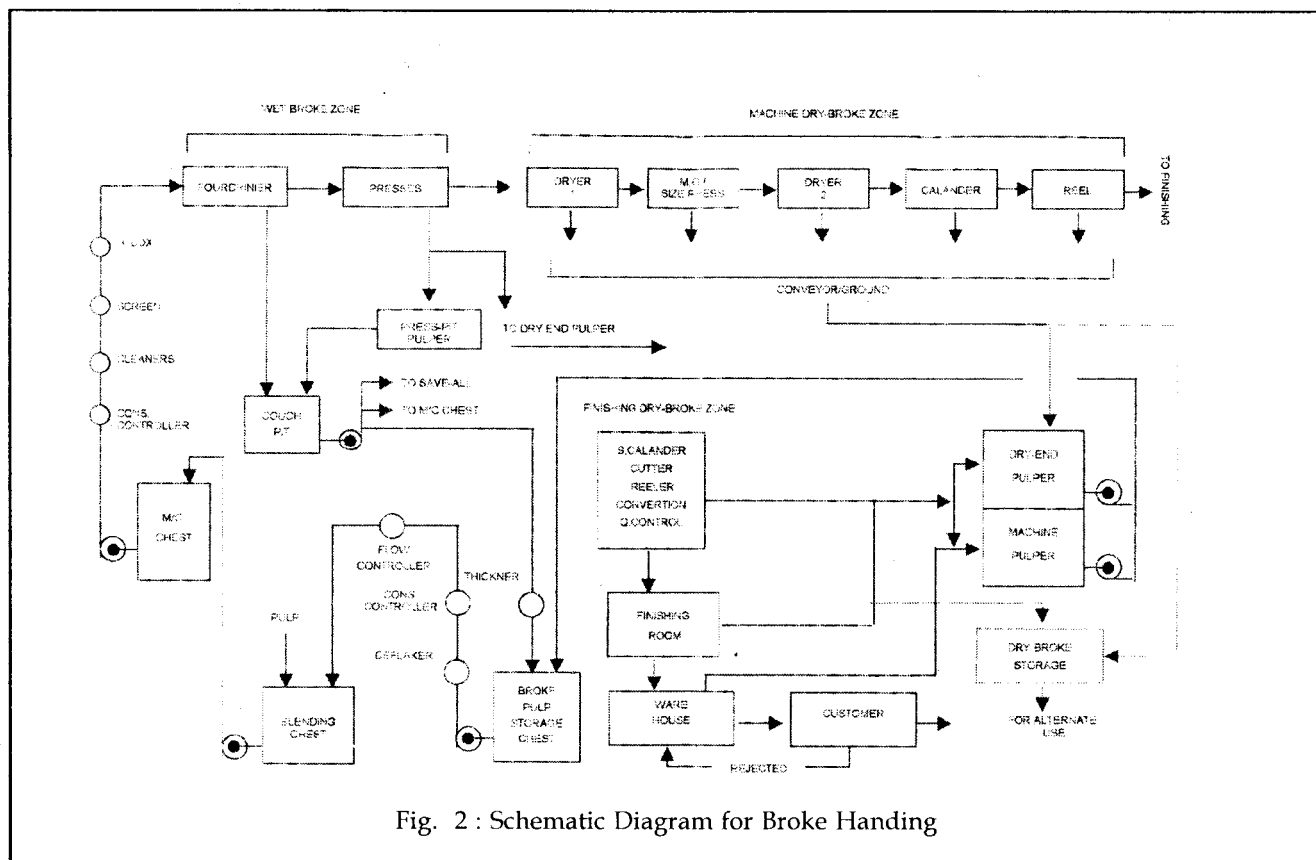 WET BROKE ZONE
MACHINE DRY-BROKE ZONE
FOURDRINIER
PRESSES
DRYER
1
SIZE PRESS
DRYER
2
CALANDER
REEL
TO FINISHING
CONVEYOR/GROUND
SCREEN
CLEANERS
CONS.
CONTROLLER
PRESS-PIT
PULPER
TO DRY END PULPER
TO SAVE-ALL
TO M/C CHEST
COUCH
PIT
FINISHING DRY-BROKE ZONE
S.CALANDER
CUTTER
REELER
CONVERTION
Q.CONTROL
DRY-END
PULPER
MACHINE
PULPER
M/C
CHEST
FLOW
CONTROLLER
CONS.
CONTROLLER
THICKNER
DEFLAKER
PULP
BLENDING
CHEST
BROKE
PULP
STORAGE
CHEST
FINISHING
ROOM
WARE
HOUSE
CUSTOMER
REJECTED
DRY BROKE
STORAGE
FOR ALTERNATE
USE
Fig. 2 : Schematic Diagram for Broke Handing